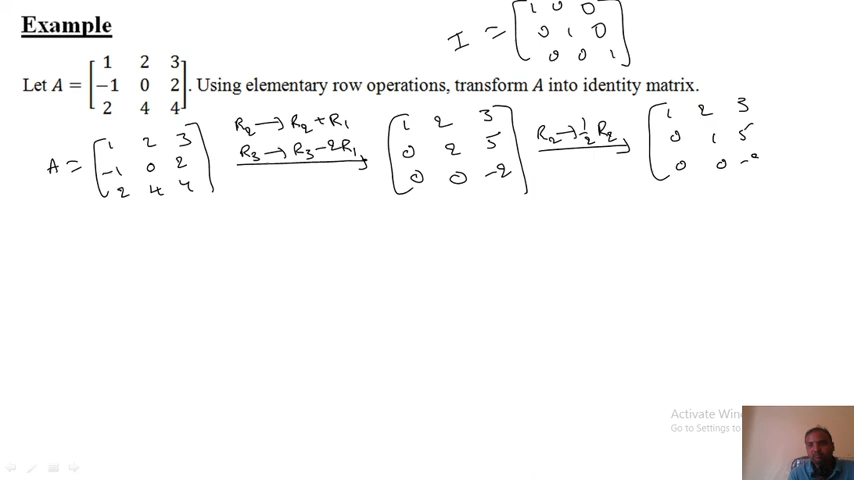 Example
I = [1 0 0
0 1 0
0 0 1]
Let A = [1 2 3
−1 0 2
2 4 4]. Using elementary row operations, transform A into identity matrix.
A = [1 2 3
-1 0 2
2 4 4]
R2 → R2 + R1
R3 → R3 - 2R1
[1 2 3
0 2 5
0 0 -2]
R2 → 1/2 R2
[1 2 3
0 1 5
0 0
Activate Win
Go to Settings to